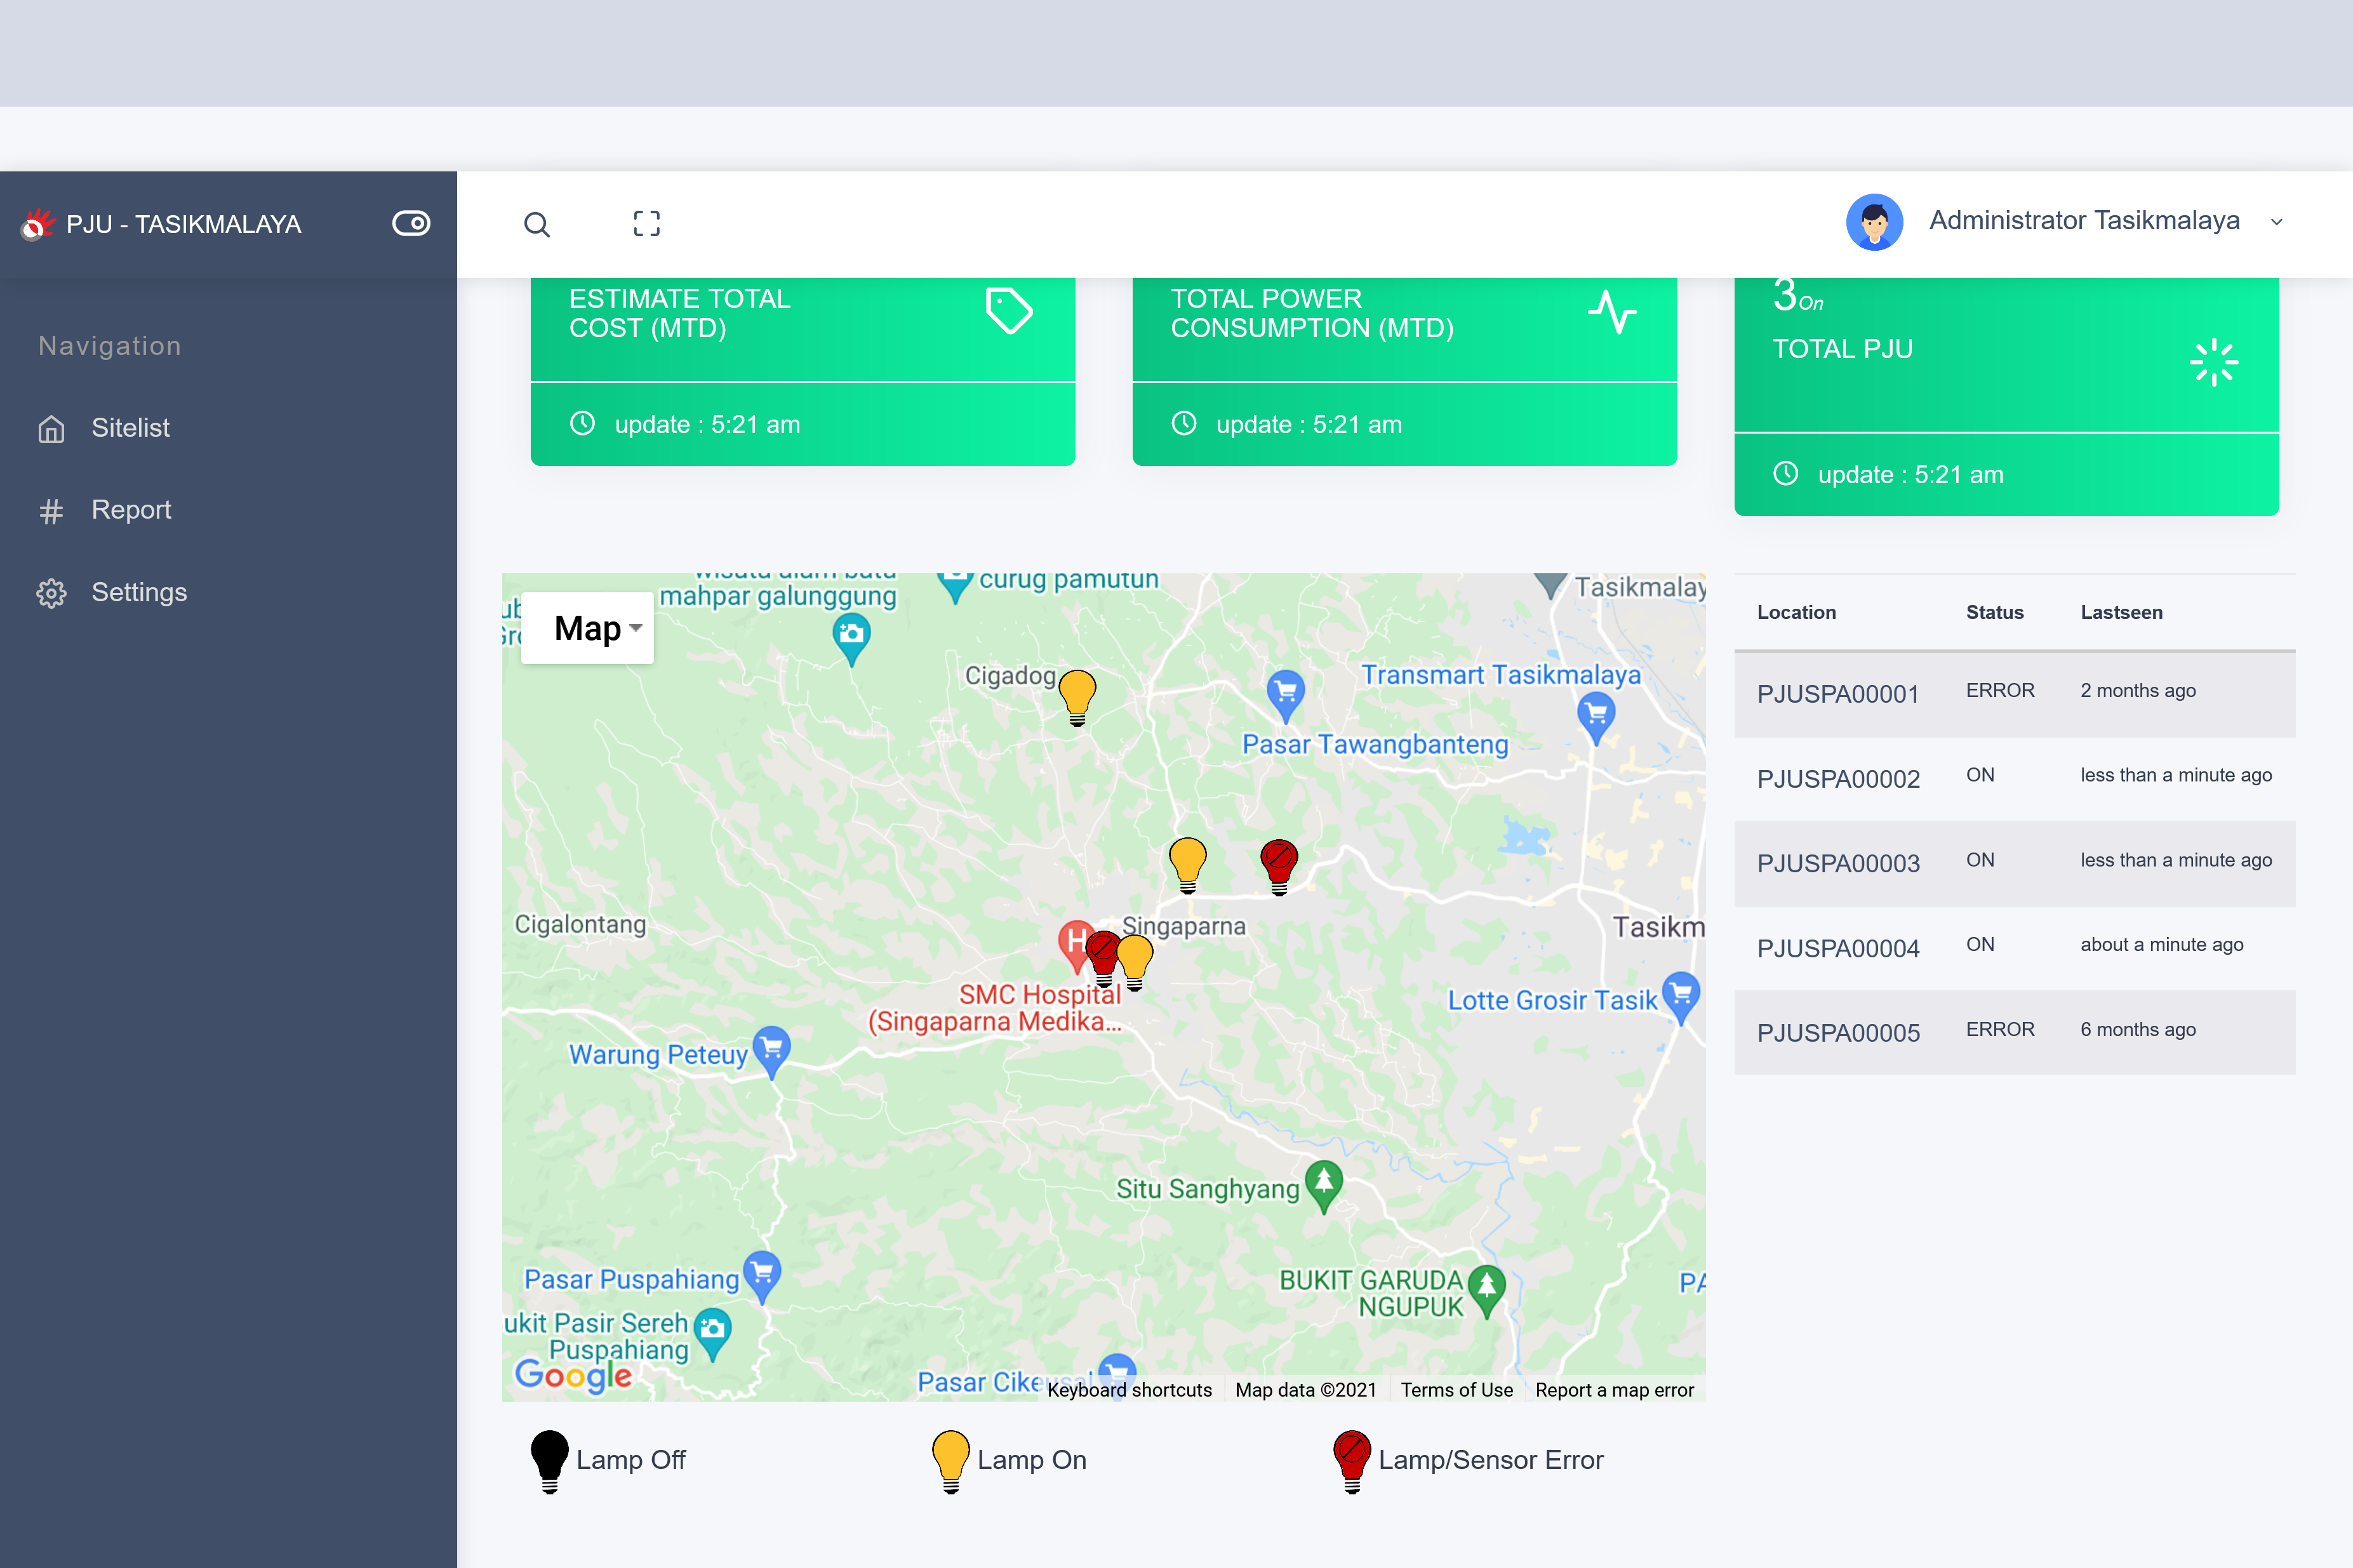 PJU - TASIKMALAYA
Administrator Tasikmalaya
Navigation
Sitelist
Report
Settings
ESTIMATE TOTAL
COST (MTD)
update : 5:21 am
TOTAL POWER
CONSUMPTION (MTD)
update : 5:21 am
3 On
TOTAL PJU
update : 5:21 am
Map
wisata alam batu
mahpar galunggung
curug pamutuh
Tasikmalay
Cigadog
Transmart Tasikmalaya
Pasar Tawangbanteng
Cigalontang
Singaparna
Tasikm
SMC Hospital
(Singaparna Medika...
Lotte Grosir Tasik
Warung Peteuy
Situ Sanghyang
Pasar Puspahiang
BUKIT GARUDA
NGUPUK
PA
ukit Pasir Sereh
Puspahiang
Google
Pasar Cikeusal
Keyboard shortcuts
Map data ©2021
Terms of Use
Report a map error
Lamp Off
Lamp On
Lamp/Sensor Error
Location Status Lastseen
PJUSPA00001 ERROR 2 months ago
PJUSPA00002 ON less than a minute ago
PJUSPA00003 ON less than a minute ago
PJUSPA00004 ON about a minute ago
PJUSPA00005 ERROR 6 months ago